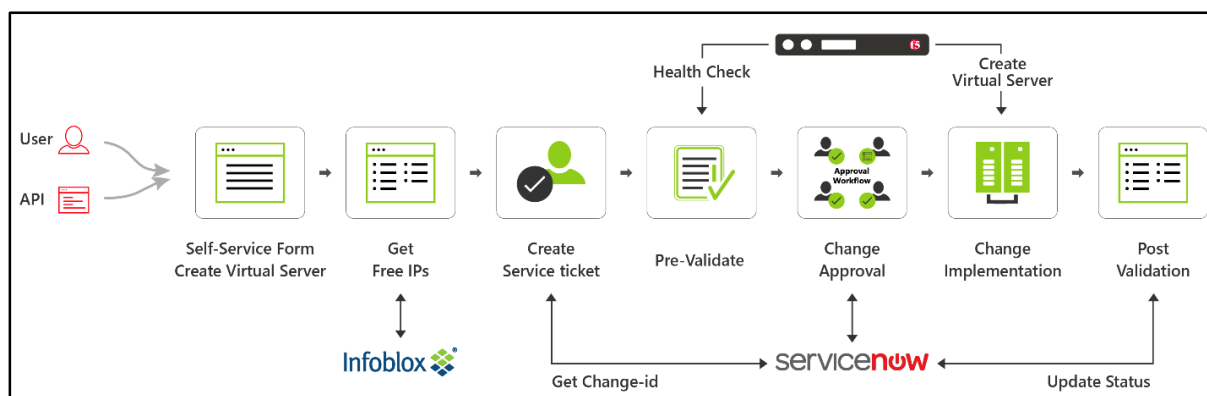 f5
Health Check
Create
Virtual Server
User
API
Approval
Workflow
Self-Service Form
Create Virtual Server
Get
Free IPs
Create
Service ticket
Pre-Validate
Change
Approval
Change
Implementation
Post
Validation
Infoblox
servicenow
Get Change-id
Update Status